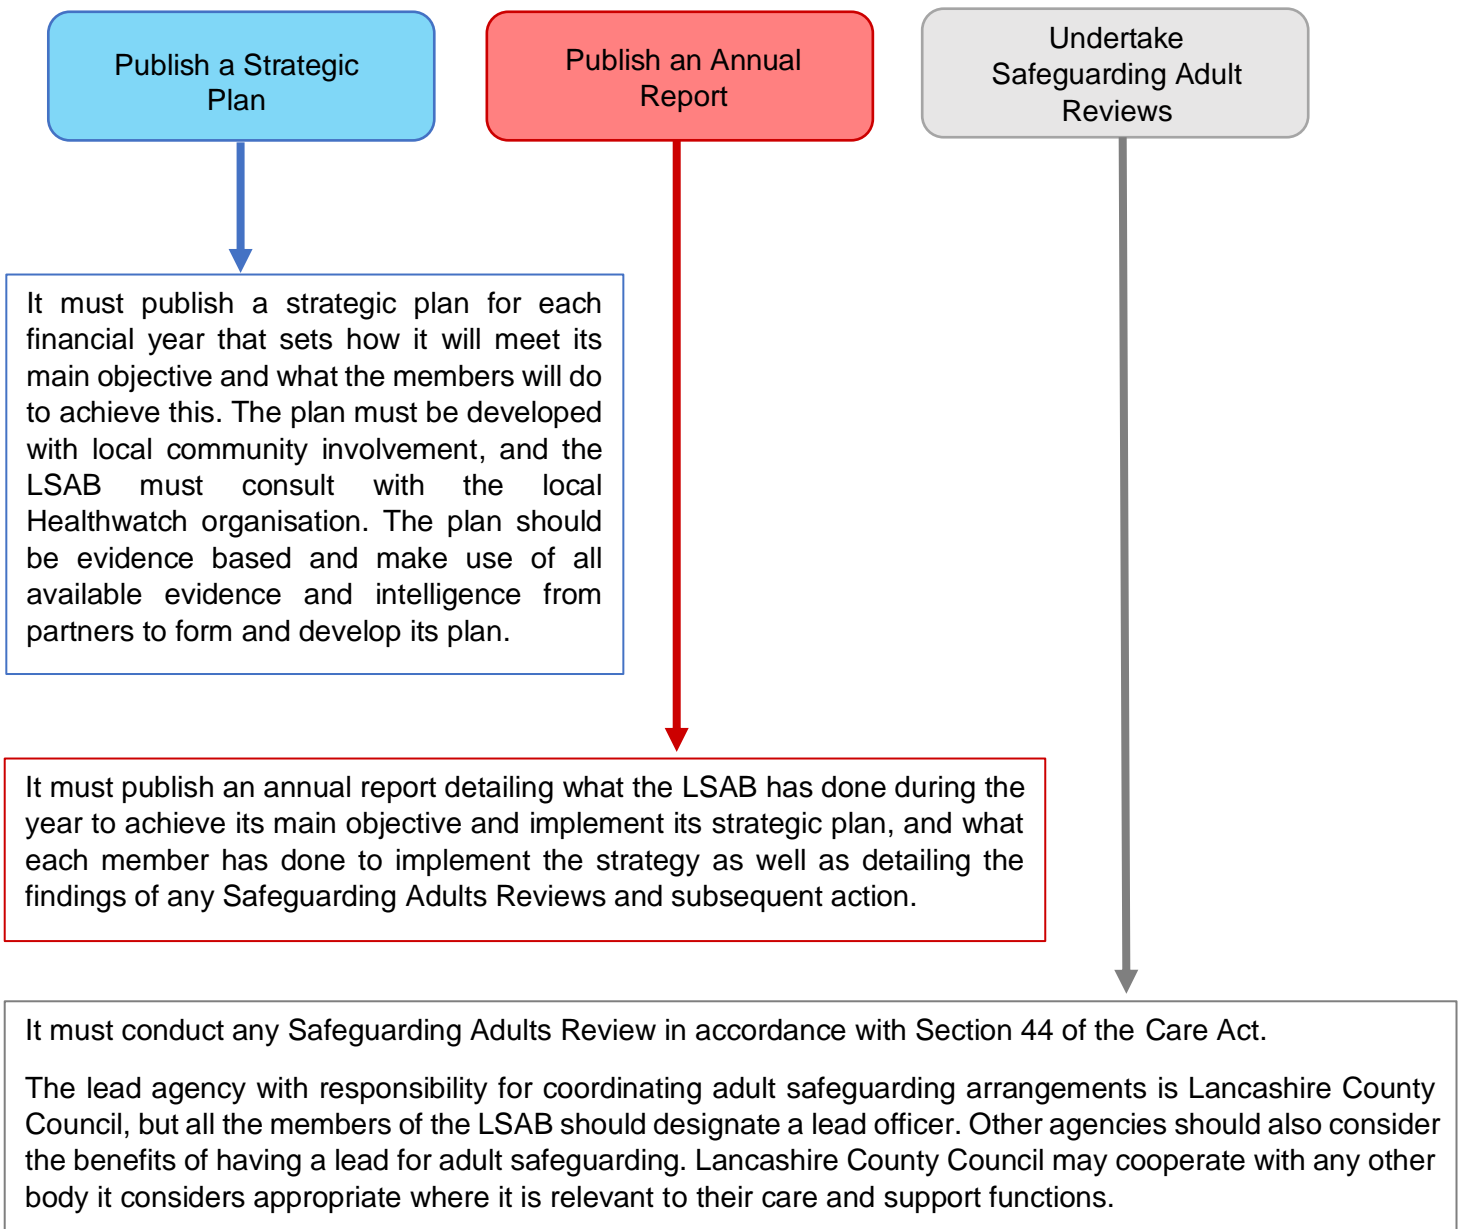 Publish a Strategic
Plan
Publish an Annual
Report
Undertake
Safeguarding Adult
Reviews
It must publish a strategic plan for each
financial year that sets how it will meet its
main objective and what the members will do
to achieve this. The plan must be developed
with local community involvement, and the
LSAB must consult with the local
Healthwatch organisation. The plan should
be evidence based and make use of all
available evidence and intelligence from
partners to form and develop its plan.
It must publish an annual report detailing what the LSAB has done during the
year to achieve its main objective and implement its strategic plan, and what
each member has done to implement the strategy as well as detailing the
findings of any Safeguarding Adults Reviews and subsequent action.
It must conduct any Safeguarding Adults Review in accordance with Section 44 of the Care Act.
The lead agency with responsibility for coordinating adult safeguarding arrangements is Lancashire County
Council, but all the members of the LSAB should designate a lead officer. Other agencies should also consider
the benefits of having a lead for adult safeguarding. Lancashire County Council may cooperate with any other
body it considers appropriate where it is relevant to their care and support functions.